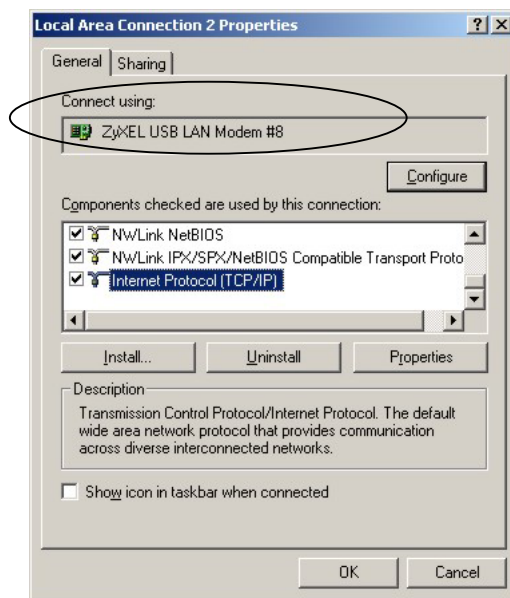 Local Area Connection 2 Properties
General Sharing
Connect using:
ZyXEL USB LAN Modem #8
Configure
Components checked are used by this connection:
NWLink NetBIOS
NWLink IPX/SPX/NetBIOS Compatible Transport Proto
Internet Protocol (TCP/IP)
Install... Uninstall Properties
Description
Transmission Control Protocol/Internet Protocol. The default
wide area network protocol that provides communication
across diverse interconnected networks.
Show icon in taskbar when connected
OK Cancel